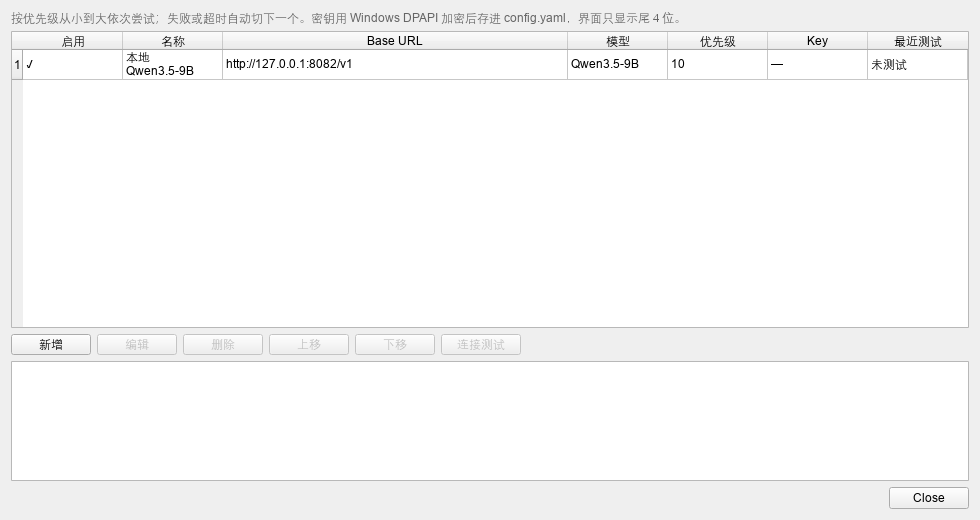 按优先级从小到大依次尝试；失败或超时自动切下一个。密钥用 Windows DPAPI 加密后存进 config.yaml，界面只显示尾 4 位。
启用 名称 Base URL 模型 优先级 Key 最近测试
1 ✓ 本地 Qwen3.5-9B http://127.0.0.1:8082/v1 Qwen3.5-9B 10 — 未测试
新增 编辑 删除 上移 下移 连接测试
Close